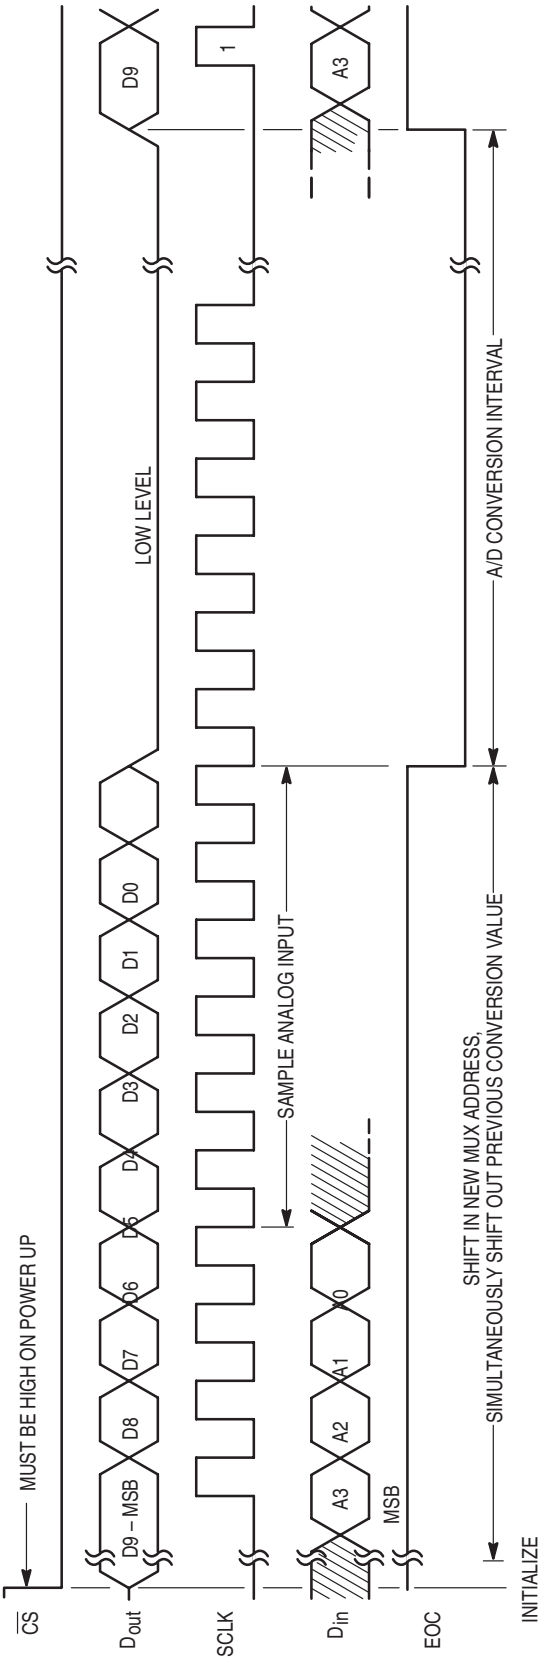 CS
MUST BE HIGH ON POWER UP
Dout
D9 – MSB
D8
D7
D6
D5
D4
D3
D2
D1
D0
LOW LEVEL
D9
SCLK
1
SAMPLE ANALOG INPUT
Din
A3
A2
A1
A0
A3
MSB
EOC
SHIFT IN NEW MUX ADDRESS,
SIMULTANEOUSLY SHIFT OUT PREVIOUS CONVERSION VALUE
A/D CONVERSION INTERVAL
INITIALIZE